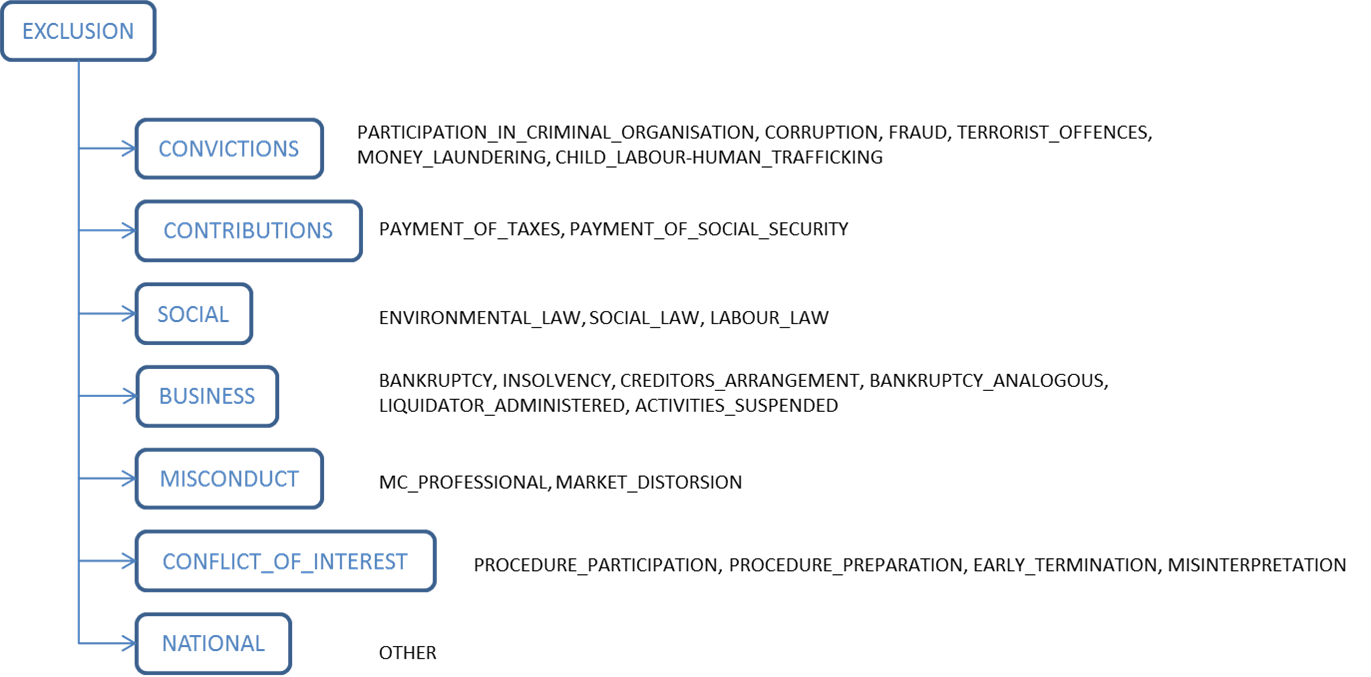 EXCLUSION
CONVICTIONS
PARTICIPATION_IN_CRIMINAL_ORGANISATION, CORRUPTION, FRAUD, TERRORIST_OFFENCES,
MONEY_LAUNDERING, CHILD_LABOUR-HUMAN_TRAFFICKING
CONTRIBUTIONS
PAYMENT_OF_TAXES, PAYMENT_OF_SOCIAL_SECURITY
SOCIAL
ENVIRONMENTAL_LAW, SOCIAL_LAW, LABOUR_LAW
BUSINESS
BANKRUPTCY, INSOLVENCY, CREDITORS_ARRANGEMENT, BANKRUPTCY_ANALOGOUS,
LIQUIDATOR_ADMINISTERED, ACTIVITIES_SUSPENDED
MISCONDUCT
MC_PROFESSIONAL, MARKET_DISTORSION
CONFLICT_OF_INTEREST
PROCEDURE_PARTICIPATION, PROCEDURE_PREPARATION, EARLY_TERMINATION, MISINTERPRETATION
NATIONAL
OTHER